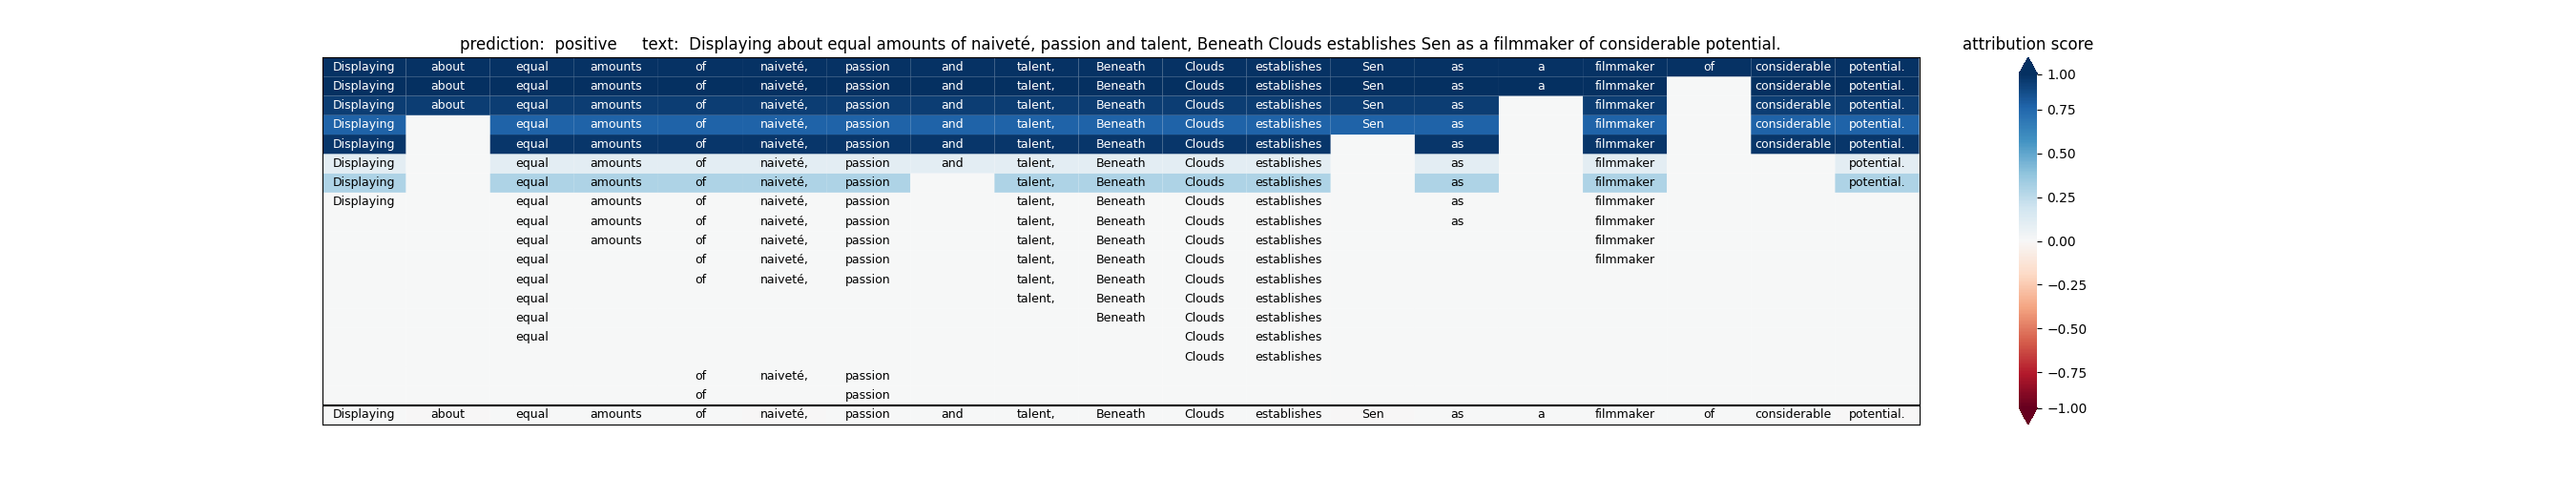 prediction: positive text: Displaying about equal amounts of naiveté, passion and talent, Beneath Clouds establishes Sen as a filmmaker of considerable potential.
attribution score
Displaying about equal amounts of naiveté, passion and talent, Beneath Clouds establishes Sen as a filmmaker of considerable potential.
Displaying about equal amounts of naiveté, passion and talent, Beneath Clouds establishes Sen as a filmmaker considerable potential.
Displaying about equal amounts of naiveté, passion and talent, Beneath Clouds establishes Sen as filmmaker considerable potential.
Displaying equal amounts of naiveté, passion and talent, Beneath Clouds establishes Sen as filmmaker considerable potential.
Displaying equal amounts of naiveté, passion and talent, Beneath Clouds establishes as filmmaker considerable potential.
Displaying equal amounts of naiveté, passion and talent, Beneath Clouds establishes as filmmaker potential.
Displaying equal amounts of naiveté, passion talent, Beneath Clouds establishes as filmmaker potential.
Displaying equal amounts of naiveté, passion talent, Beneath Clouds establishes as filmmaker
equal amounts of naiveté, passion talent, Beneath Clouds establishes as filmmaker
equal amounts of naiveté, passion talent, Beneath Clouds establishes filmmaker
equal of naiveté, passion talent, Beneath Clouds establishes filmmaker
equal of naiveté, passion talent, Beneath Clouds establishes
equal talent, Beneath Clouds establishes
equal Beneath Clouds establishes
equal Clouds establishes
Clouds establishes
of naiveté, passion
of passion
Displaying about equal amounts of naiveté, passion and talent, Beneath Clouds establishes Sen as a filmmaker of considerable potential.
1.00
0.75
0.50
0.25
0.00
−0.25
−0.50
−0.75
−1.00